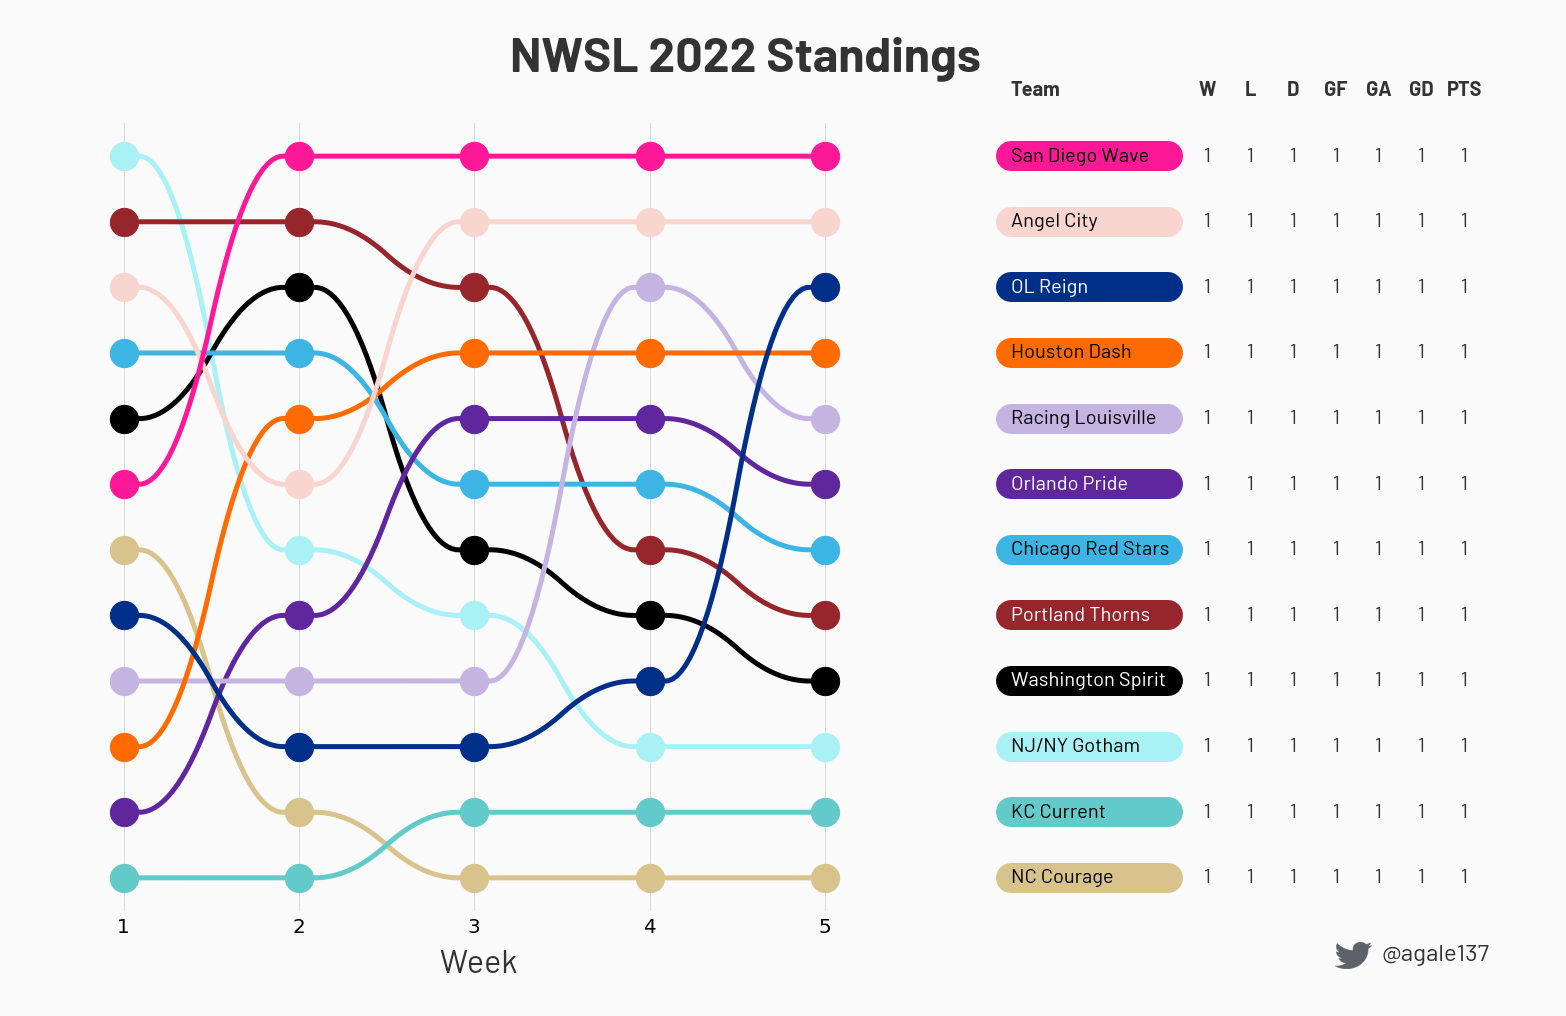 NWSL 2022 Standings
Team W L D GF GA GD PTS
San Diego Wave 1 1 1 1 1 1 1
Angel City 1 1 1 1 1 1 1
OL Reign 1 1 1 1 1 1 1
Houston Dash 1 1 1 1 1 1 1
Racing Louisville 1 1 1 1 1 1 1
Orlando Pride 1 1 1 1 1 1 1
Chicago Red Stars 1 1 1 1 1 1 1
Portland Thorns 1 1 1 1 1 1 1
Washington Spirit 1 1 1 1 1 1 1
NJ/NY Gotham 1 1 1 1 1 1 1
KC Current 1 1 1 1 1 1 1
NC Courage 1 1 1 1 1 1 1
1 2 3 4 5
Week
@agale137